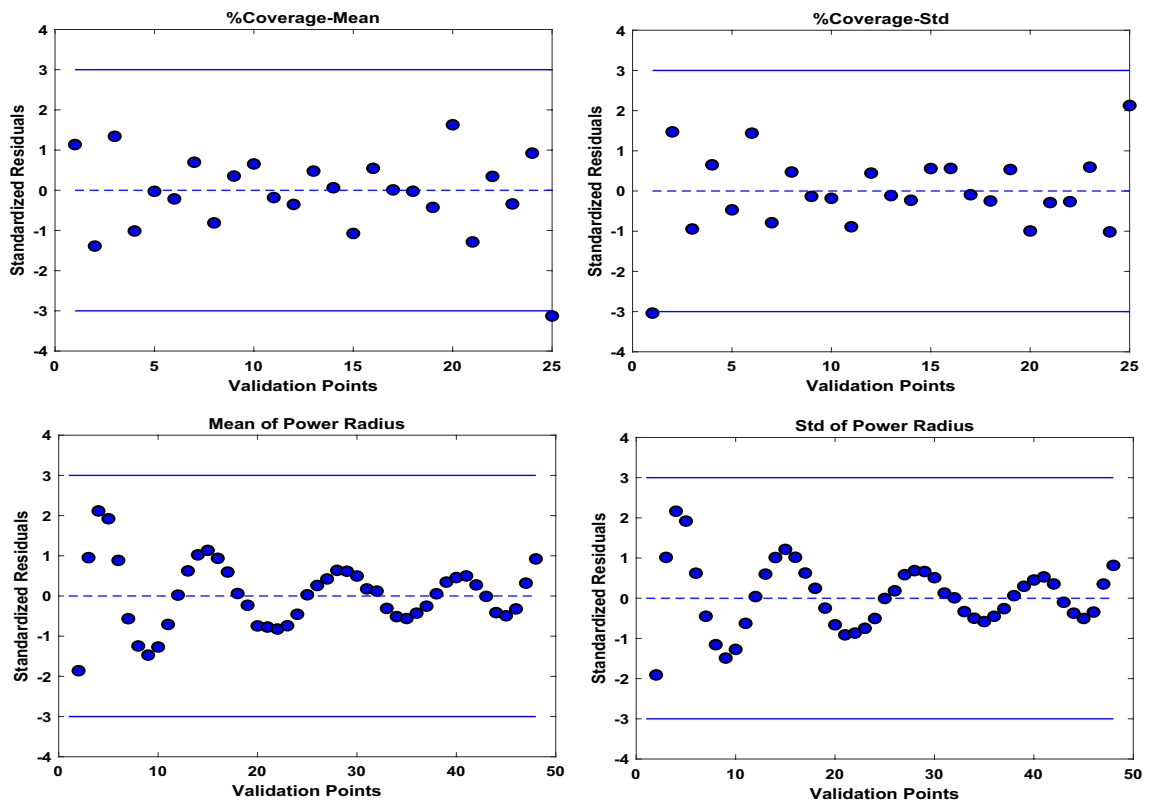 %Coverage-Mean
4
3
2
1
0
-1
-2
-3
-4
Standardized Residuals
0 5 10 15 20 25
Validation Points
%Coverage-Std
4
3
2
1
0
-1
-2
-3
-4
Standardized Residuals
0 5 10 15 20 25
Validation Points
Mean of Power Radius
4
3
2
1
0
-1
-2
-3
-4
Standardized Residuals
0 10 20 30 40 50
Validation Points
Std of Power Radius
4
3
2
1
0
-1
-2
-3
-4
Standardized Residuals
0 10 20 30 40 50
Validation Points